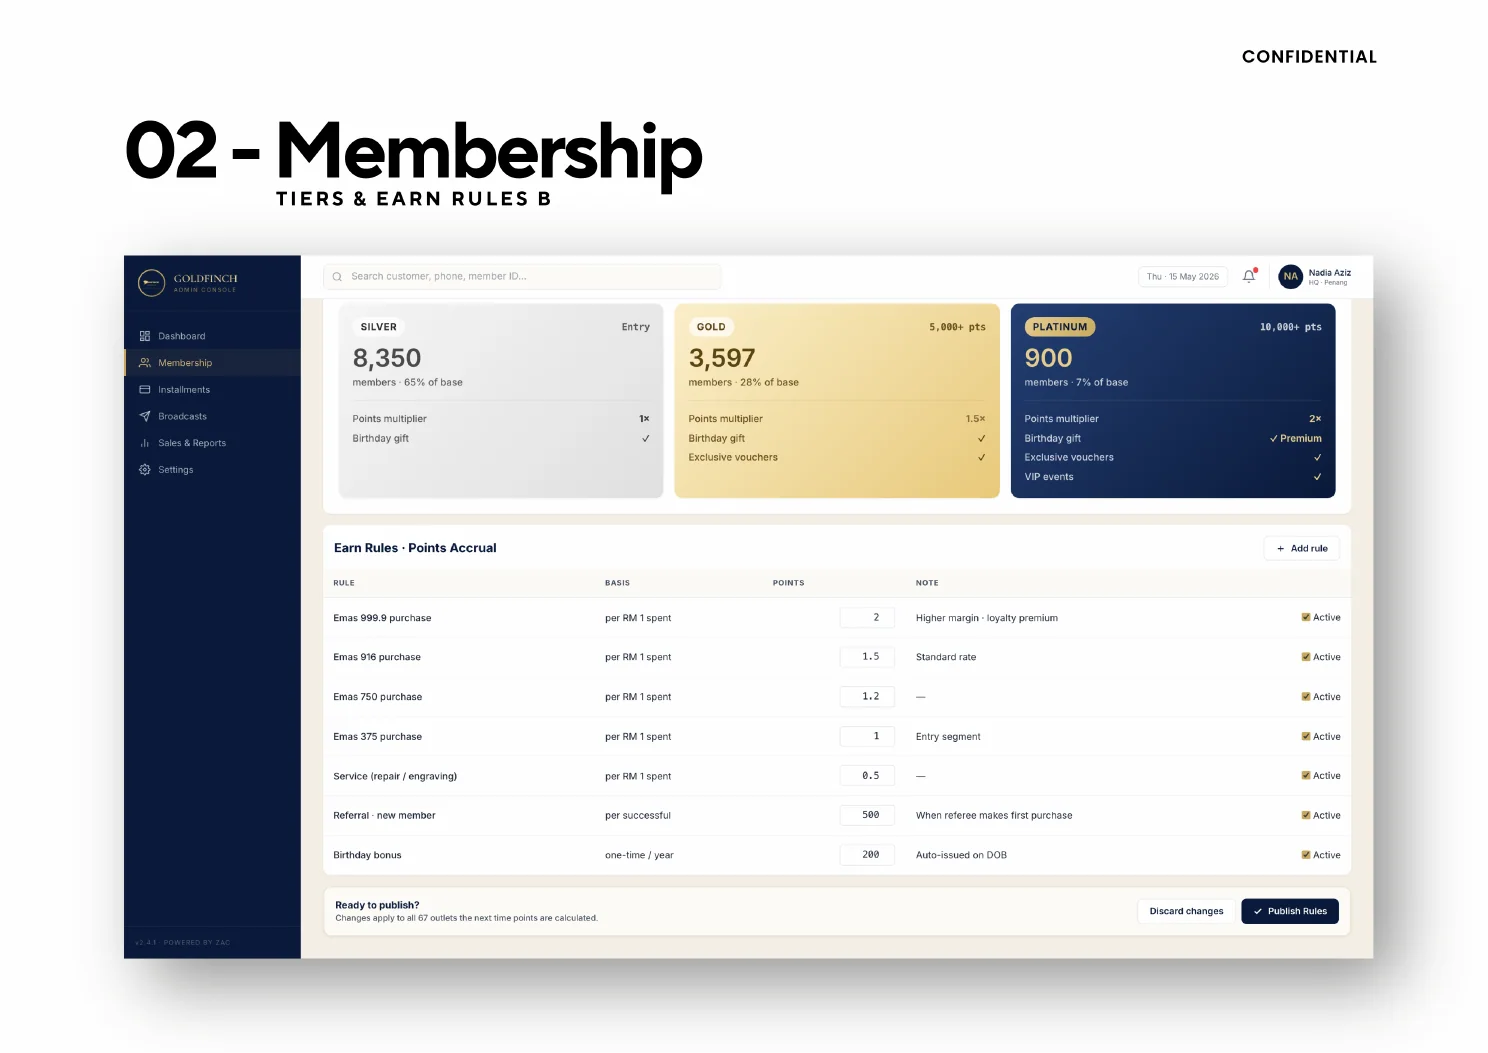 CONFIDENTIAL
02 - Membership
TIERS & EARN RULES B
GOLDFINCH
ADMIN CONSOLE
Search customer, phone, member ID...
Thu · 15 May 2026
NA
Nadia Aziz
HQ · Penang
Dashboard
Membership
Installments
Broadcasts
Sales & Reports
Settings
v3.4.1 · POWERED BY ZAC
SILVER Entry
8,350
members · 65% of base
Points multiplier 1×
Birthday gift ✓
GOLD 5,000+ pts
3,597
members · 28% of base
Points multiplier 1.5×
Birthday gift ✓
Exclusive vouchers ✓
PLATINUM 10,000+ pts
900
members · 7% of base
Points multiplier 2×
Birthday gift ✓ Premium
Exclusive vouchers ✓
VIP events ✓
Earn Rules · Points Accrual + Add rule
RULE BASIS POINTS NOTE
Emas 999.9 purchase per RM 1 spent 2 Higher margin · loyalty premium Active
Emas 916 purchase per RM 1 spent 1.5 Standard rate Active
Emas 750 purchase per RM 1 spent 1.2 — Active
Emas 375 purchase per RM 1 spent 1 Entry segment Active
Service (repair / engraving) per RM 1 spent 0.5 — Active
Referral · new member per successful 500 When referee makes first purchase Active
Birthday bonus one-time / year 200 Auto-issued on DOB Active
Ready to publish?
Changes apply to all 67 outlets the next time points are calculated.
Discard changes ✓ Publish Rules